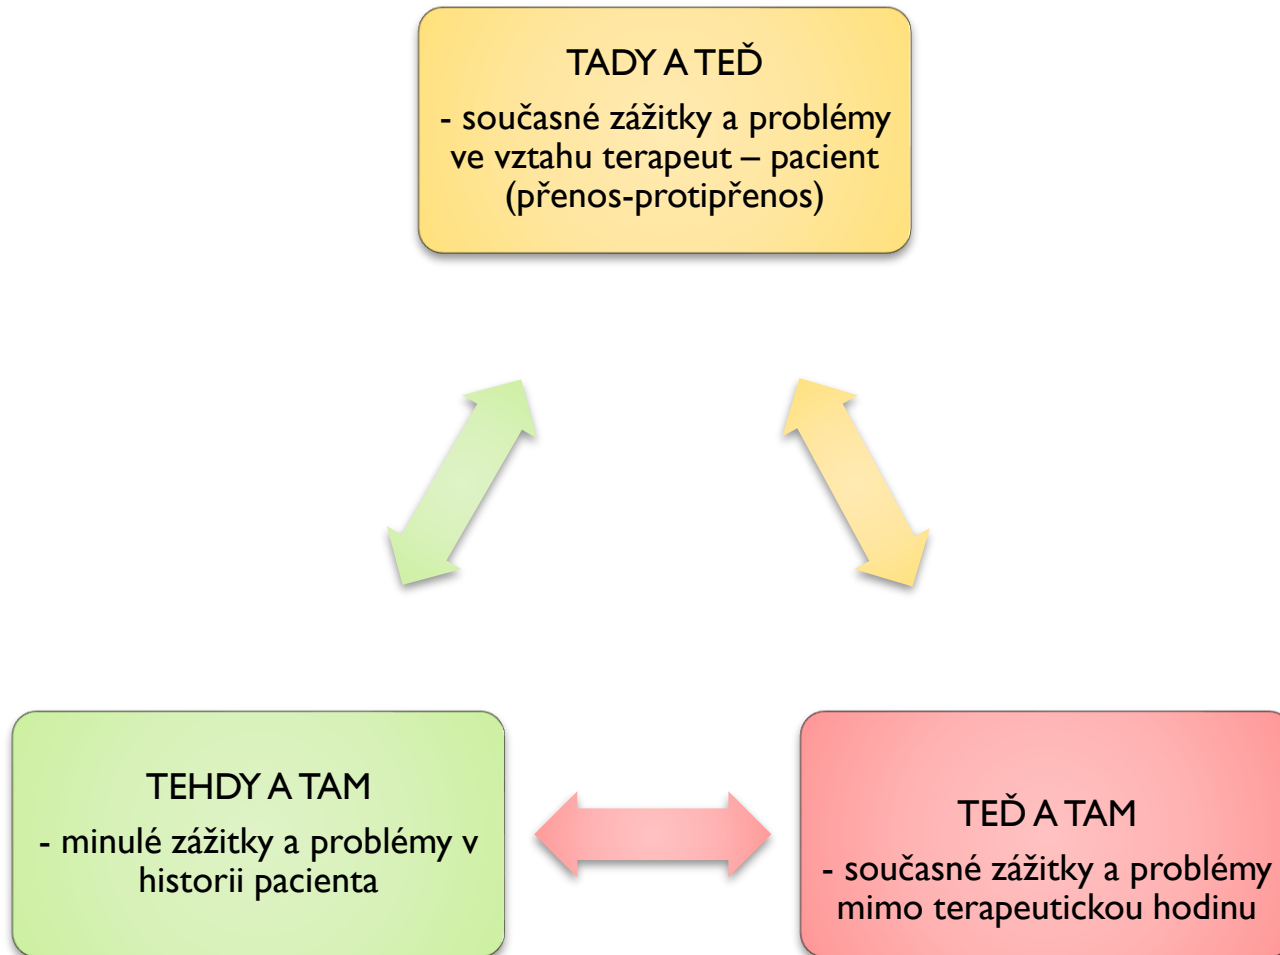 TADY A TEĎ
- současné zážitky a problémy
ve vztahu terapeut – pacient
(přenos-protipřenos)
TEHDY A TAM
- minulé zážitky a problémy v
historii pacienta
TEĎ A TAM
- současné zážitky a problémy
mimo terapeutickou hodinu